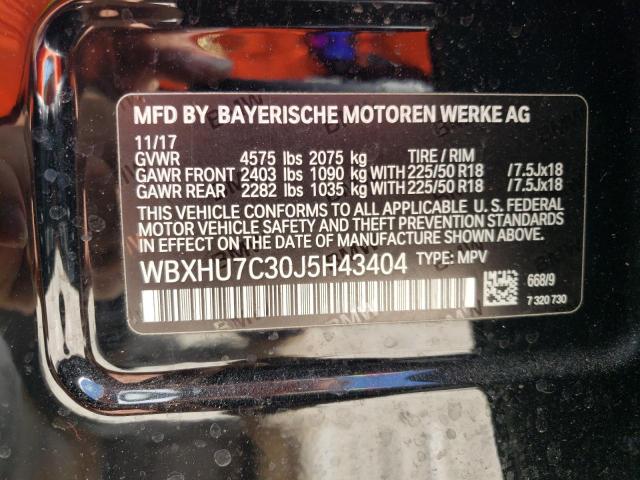 MFD BY BAYERISCHE MOTOREN WERKE AG
11/17
GVWR 4575 lbs 2075 kg TIRE / RIM
GAWR FRONT 2403 lbs 1090 kg WITH 225/50 R18 /7.5Jx18
GAWR REAR 2282 lbs 1035 kg WITH 225/50 R18 /7.5Jx18
THIS VEHICLE CONFORMS TO ALL APPLICABLE U. S. FEDERAL
MOTOR VEHICLE SAFETY AND THEFT PREVENTION STANDARDS
IN EFFECT ON THE DATE OF MANUFACTURE SHOWN ABOVE.
WBXHU7C30J5H43404 TYPE: MPV
668/9
7 320 730